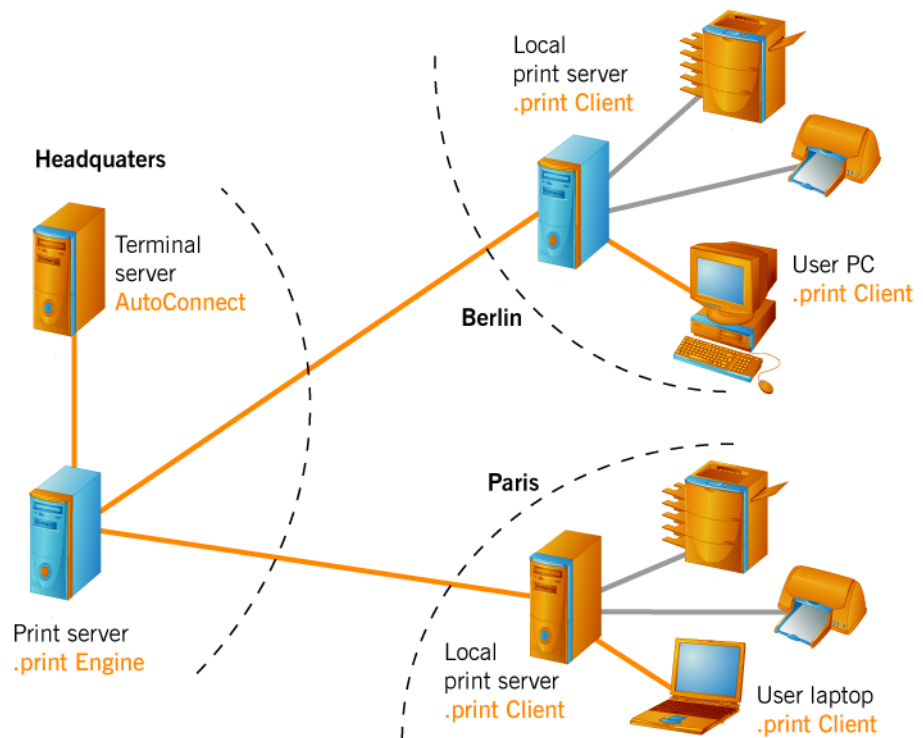 Headquaters
Terminal
server
AutoConnect
Print server
.print Engine
Local
print server
.print Client
User PC
.print Client
Berlin
Paris
Local
print server
.print Client
User laptop
.print Client